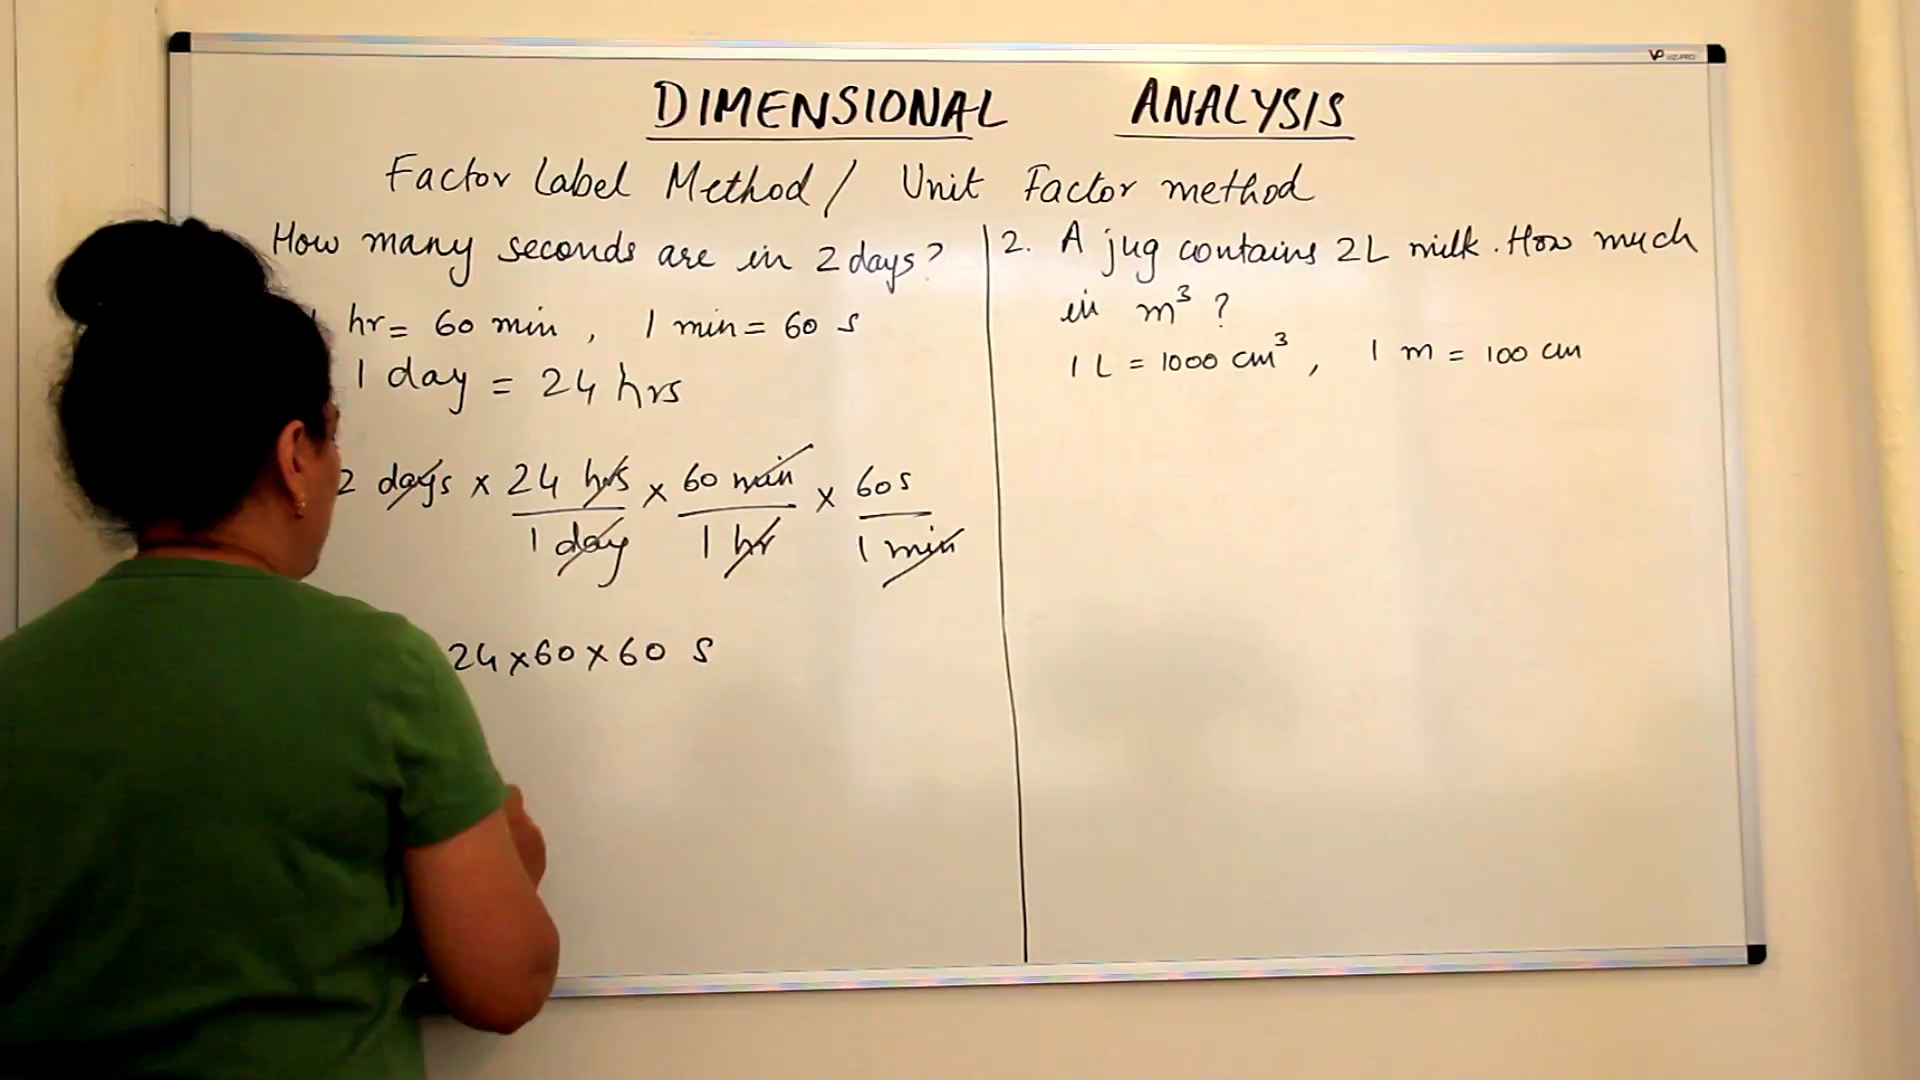 DIMENSIONAL ANALYSIS
Factor Label Method / Unit Factor method
How many seconds are in 2 days?
hr = 60 min , 1 min = 60 s
1 day = 24 hrs
2 days x 24 hrs x 60 min x 60 s
1 day 1 hr 1 min
24 x 60 x 60 s
2. A jug contains 2L milk. How much
in m³ ?
1 L = 1000 cm³ , 1 m = 100 cm